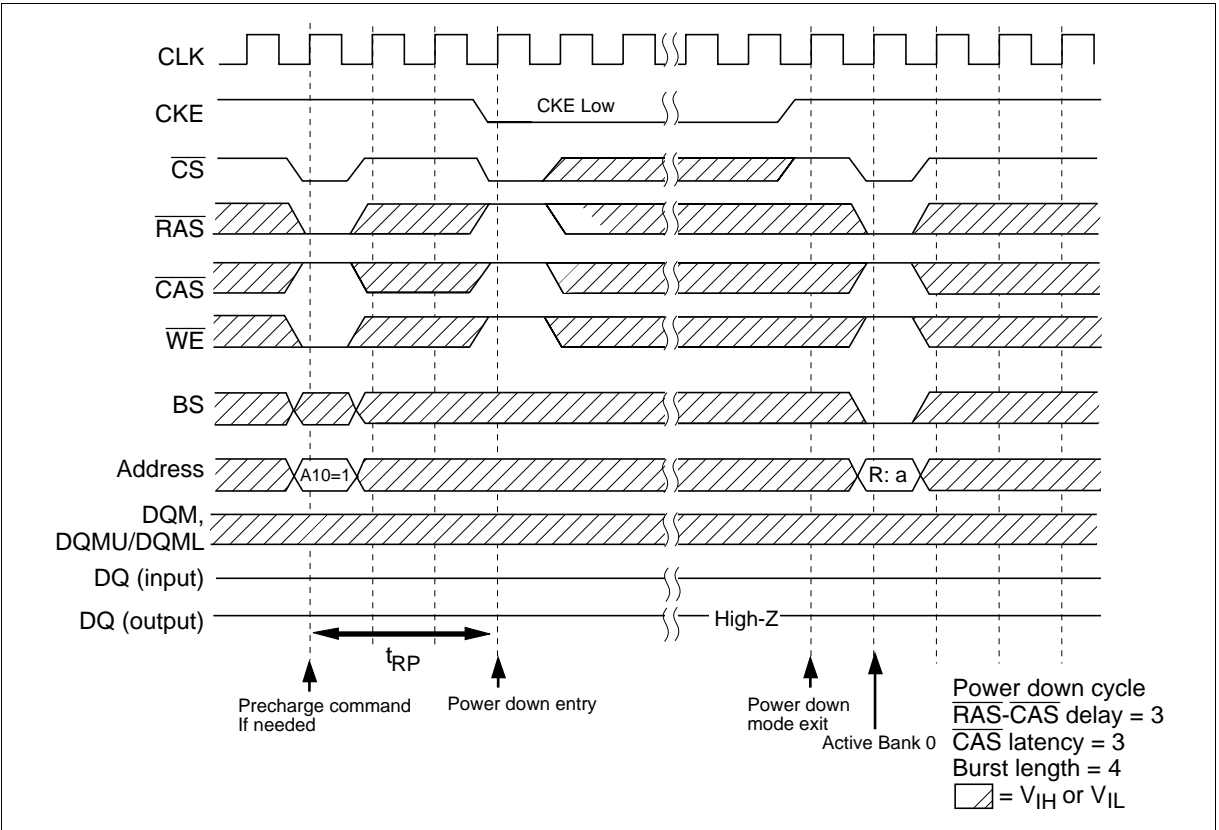 CLK
CKE
CKE Low
CS
RAS
CAS
WE
BS
Address
A10=1
R: a
DQM,
DQMU/DQML
DQ (input)
DQ (output)
High-Z
tRP
Precharge command
If needed
Power down entry
Power down
mode exit
Active Bank 0
Power down cycle
RAS-CAS delay = 3
CAS latency = 3
Burst length = 4
= VIH or VIL